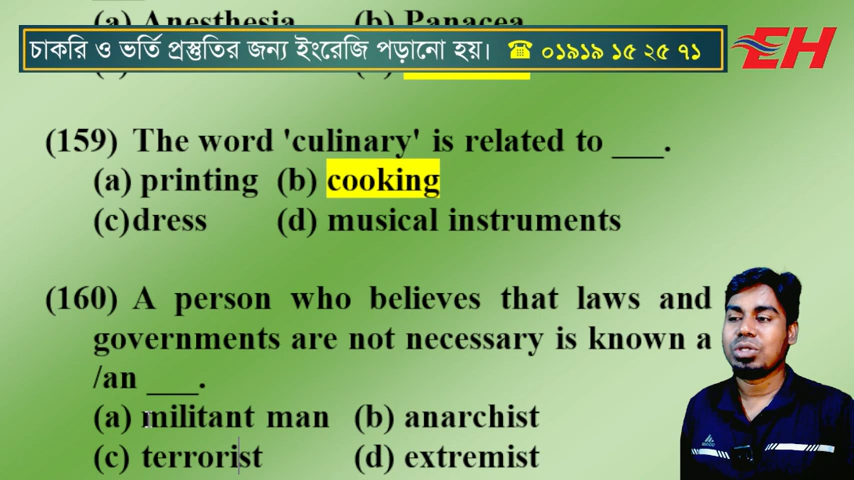 (a) Anesthesia (b) Panacea
চাকরি ও ভর্তি প্রস্তুতির জন্য ইংরেজি পড়ানো হয়। ☎ ০১৯১৯ ১৫ ২৫ ৭১
EH
(159) The word 'culinary' is related to ___.
(a) printing (b) cooking
(c) dress (d) musical instruments
(160) A person who believes that laws and
governments are not necessary is known a
/an ___.
(a) militant man (b) anarchist
(c) terrorist (d) extremist